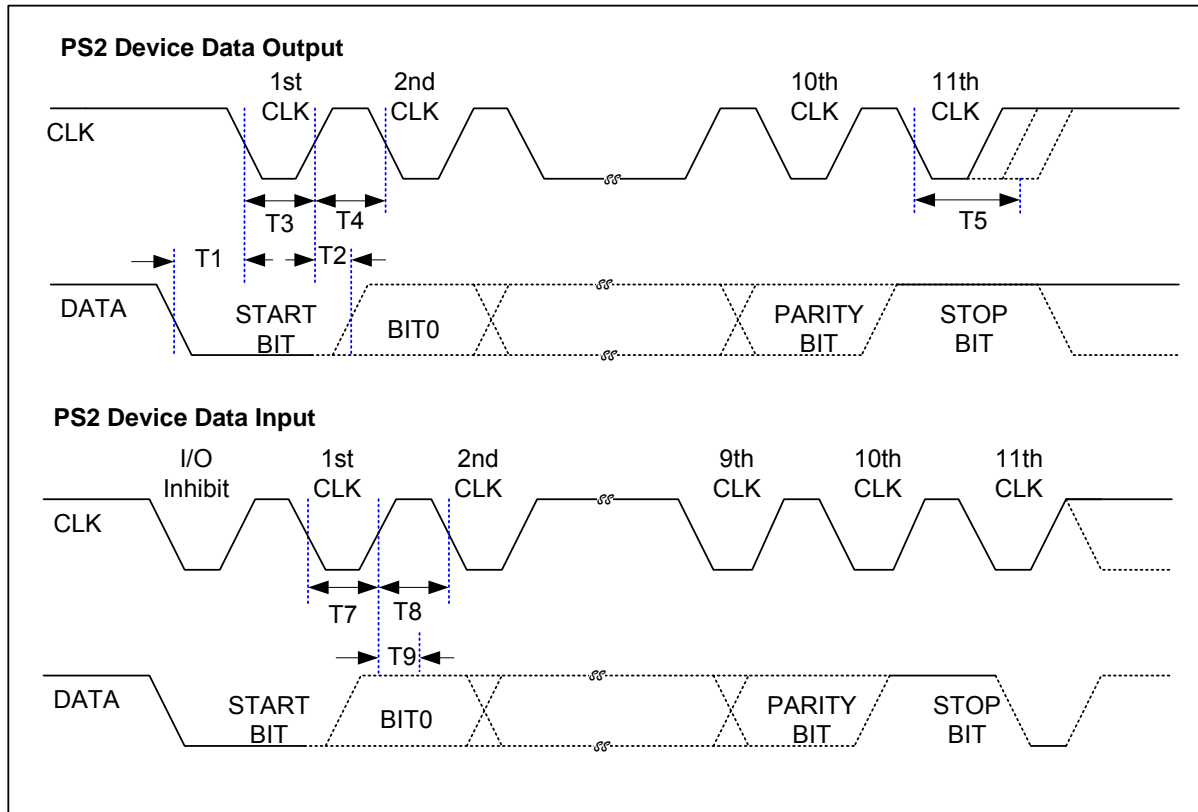 PS2 Device Data Output
1st
CLK
2nd
CLK
10th
CLK
11th
CLK
CLK
T3
T4
T5
T1
T2
DATA
START
BIT
BIT0
PARITY
BIT
STOP
BIT
PS2 Device Data Input
I/O
Inhibit
1st
CLK
2nd
CLK
9th
CLK
10th
CLK
11th
CLK
CLK
T7
T8
T9
DATA
START
BIT
BIT0
PARITY
BIT
STOP
BIT